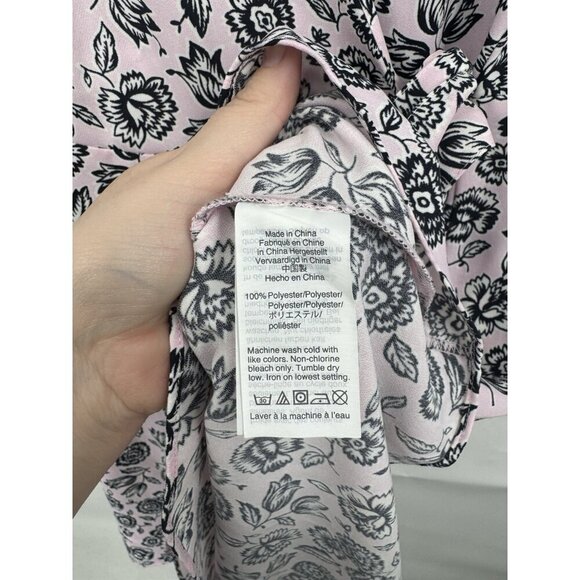 Made in China
Fabriqué en Chine
in China Hergestellt
Vervaardigd in China
中国製
Hecho en China
100% Polyester/Polyester/
Polyester/Polyester/
ポリエステル/
poliéster
Machine wash cold with
like colors. Non-chlorine
bleach only. Tumble dry
low. Iron on lowest setting.
Laver à la machine à l'eau